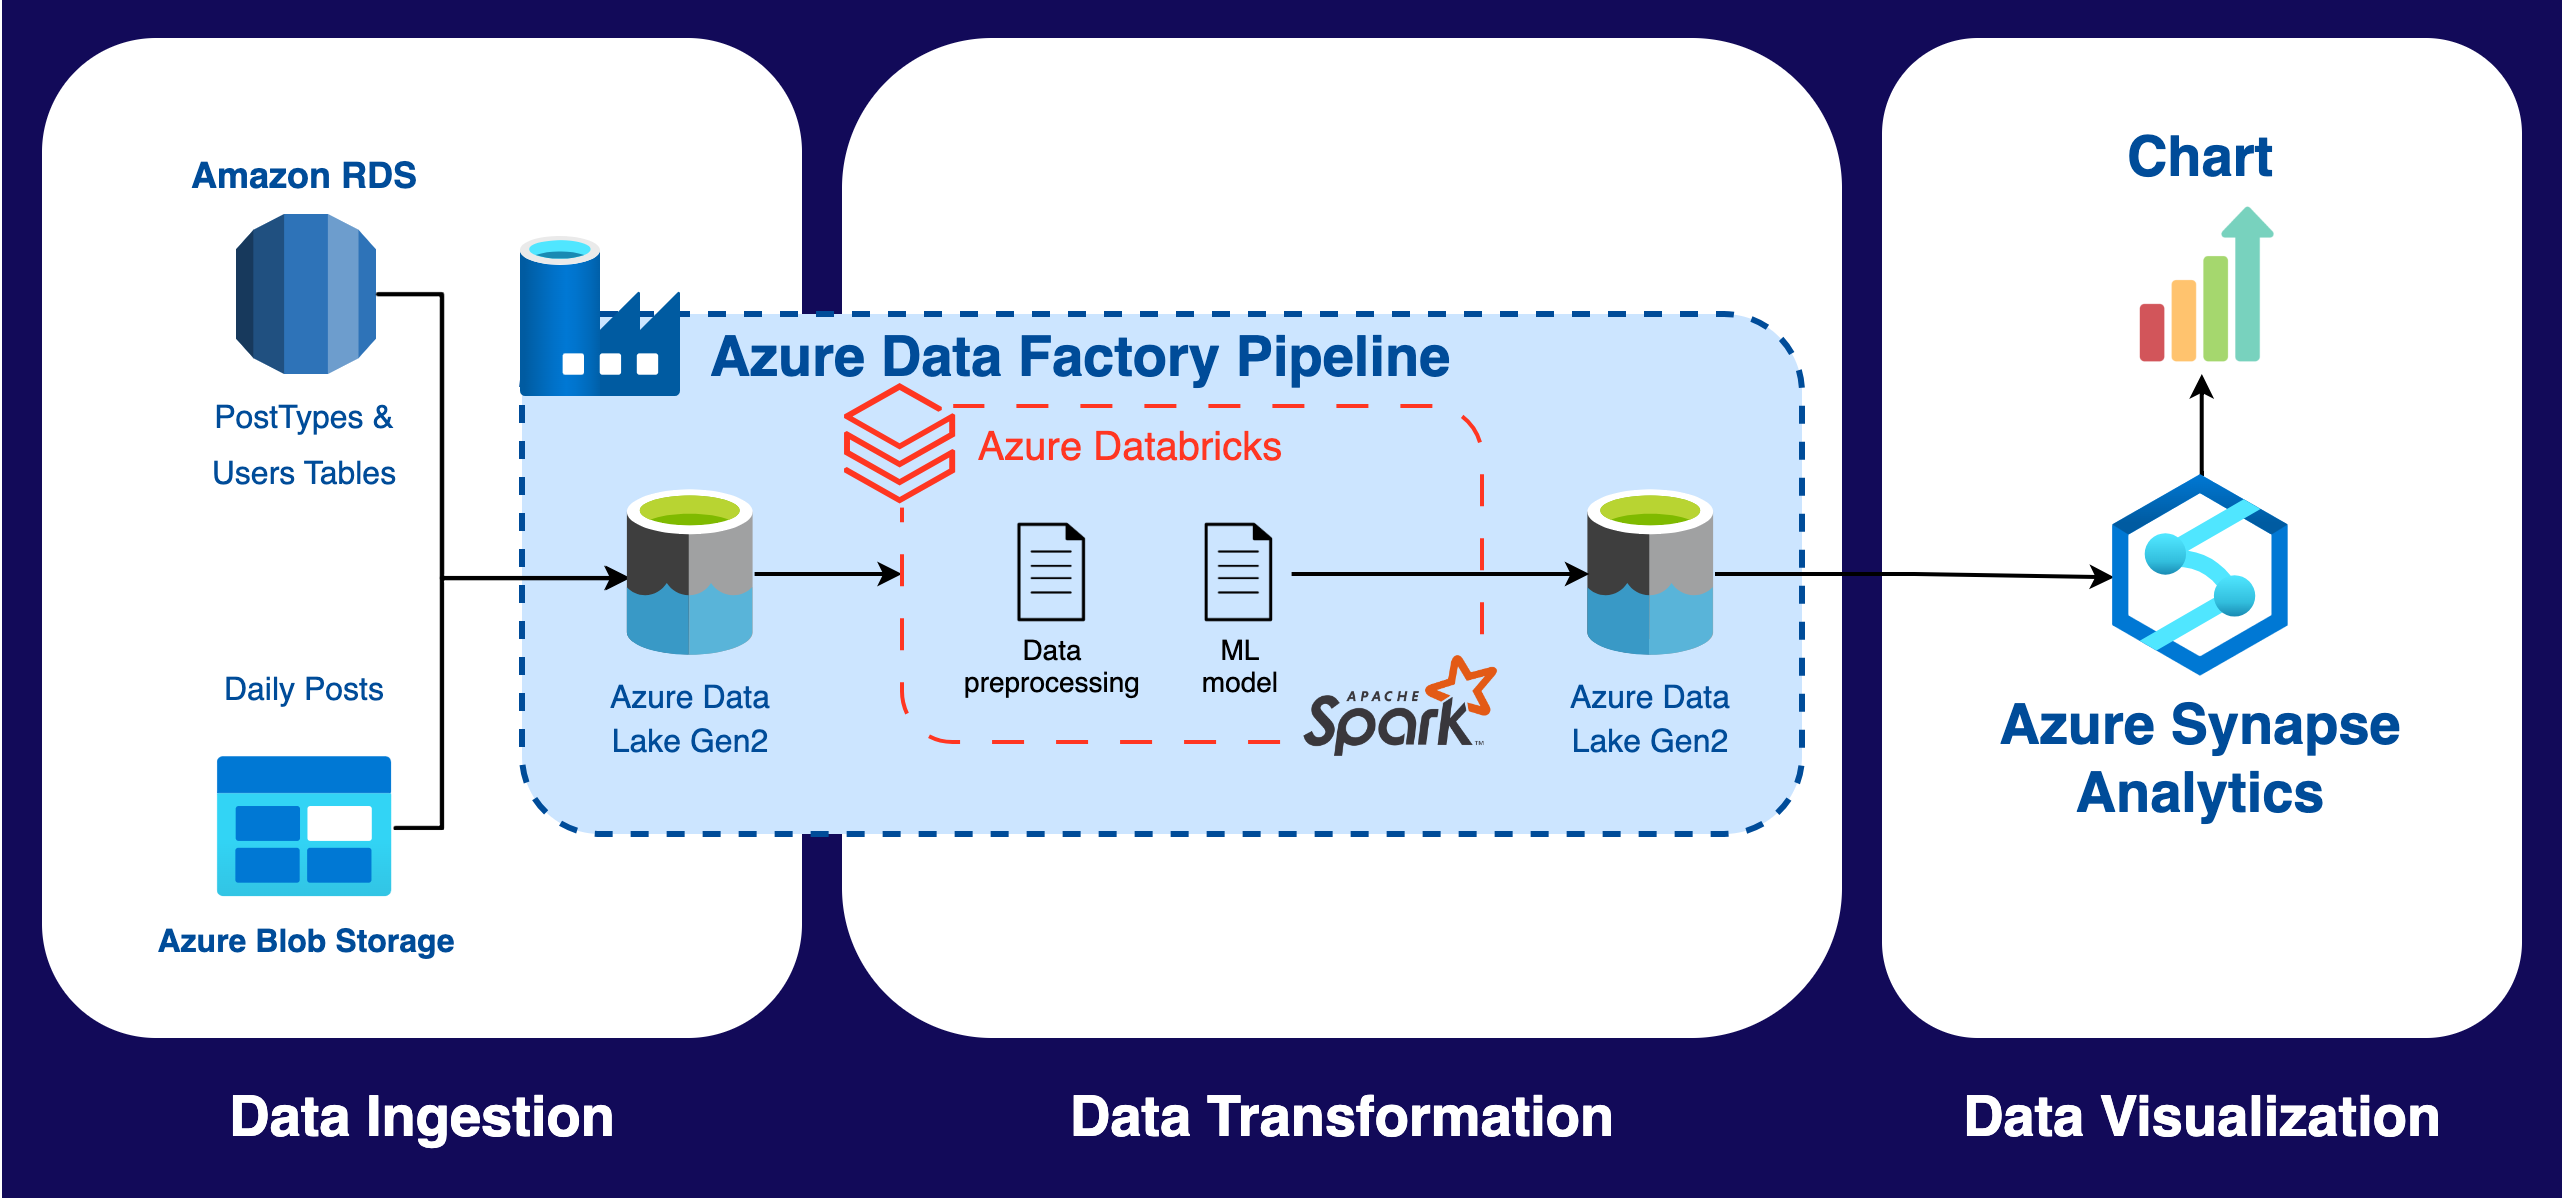 Amazon RDS
PostTypes &
Users Tables
Daily Posts
Azure Blob Storage
Azure Data Factory Pipeline
Azure Databricks
Azure Data
Lake Gen2
Data
preprocessing
ML
model
APACHE
Spark™
Azure Data
Lake Gen2
Chart
Azure Synapse
Analytics
Data Ingestion
Data Transformation
Data Visualization